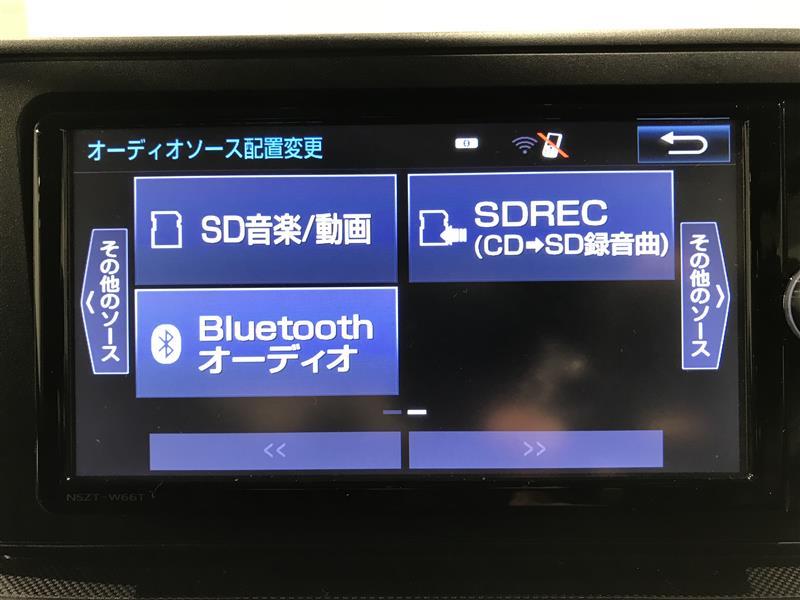 オーディオソース配置変更
SD音楽/動画
SDREC
(CD➡SD録音曲)
その他のソース
その他のソース
Bluetooth
オーディオ
<<
>>
NSZT-W66T